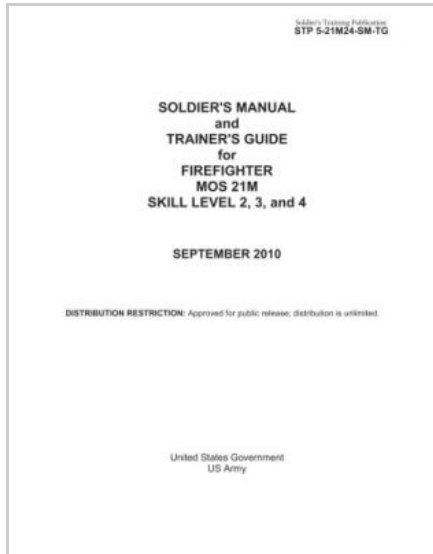 Soldier's Training Publication
STP 5-21M24-SM-TG
SOLDIER'S MANUAL
and
TRAINER'S GUIDE
for
FIREFIGHTER
MOS 21M
SKILL LEVEL 2, 3, and 4
SEPTEMBER 2010
DISTRIBUTION RESTRICTION: Approved for public release; distribution is unlimited.
United States Government
US Army